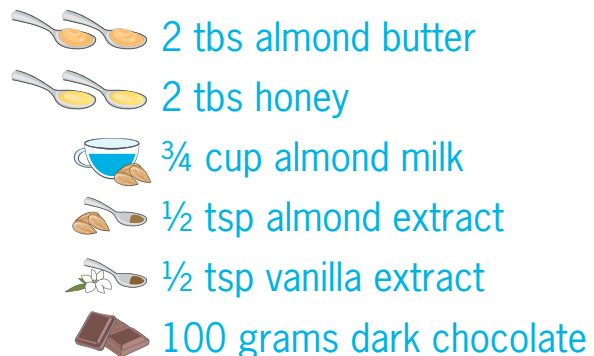 2 tbs almond butter
2 tbs honey
¾ cup almond milk
½ tsp almond extract
½ tsp vanilla extract
100 grams dark chocolate